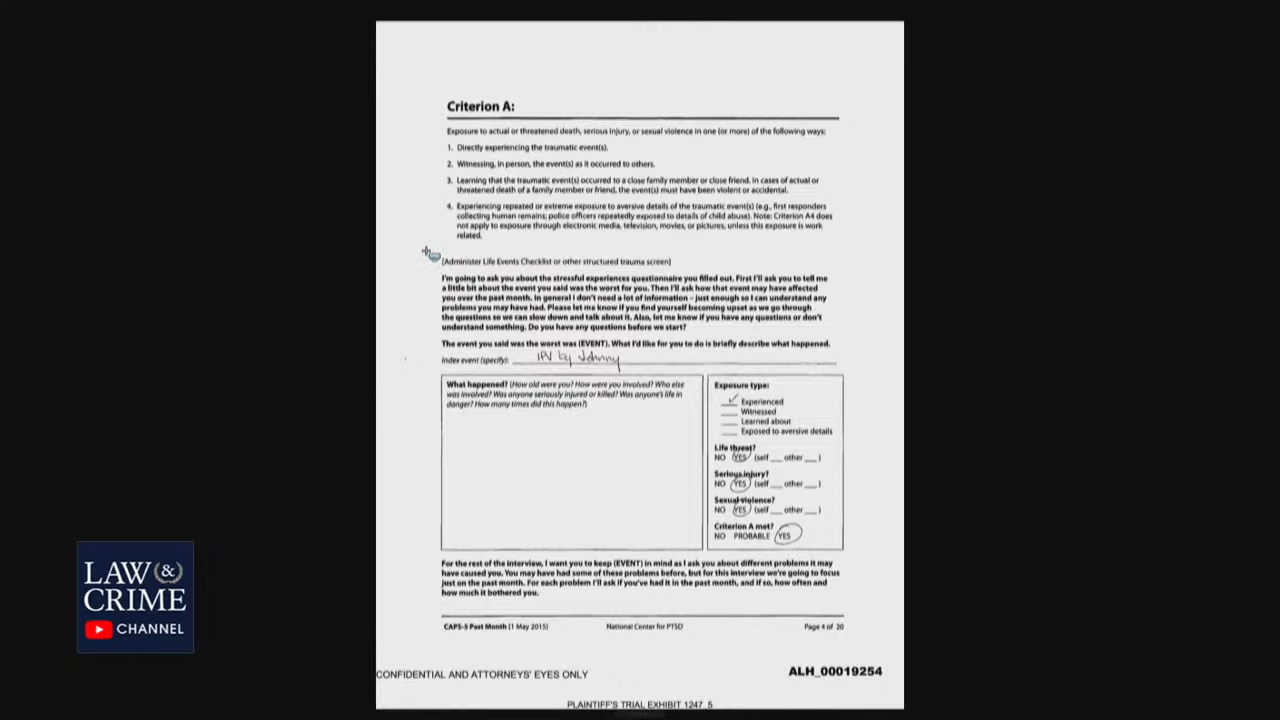 Criterion A:
Exposure to actual or threatened death, serious injury, or sexual violence in one (or more) of the following ways:
1. Directly experiencing the traumatic event(s).
2. Witnessing, in person, the event(s) as it occurred to others.
3. Learning that the traumatic event(s) occurred to a close family member or close friend. In cases of actual or
threatened death of a family member or friend, the event(s) must have been violent or accidental.
4. Experiencing repeated or extreme exposure to aversive details of the traumatic event(s) (e.g., first responders
collecting human remains; police officers repeatedly exposed to details of child abuse). Note: Criterion A4 does
not apply to exposure through electronic media, television, movies, or pictures, unless this exposure is work
related.
[Administer Life Events Checklist or other structured trauma screen]
I'm going to ask you about the stressful experiences questionnaire you filled out. First I'll ask you to tell me
a little bit about the event you said was the worst for you. Then I'll ask how that event may have affected
you over the past month. In general I don't need a lot of information – just enough so I can understand any
problems you may have had. Please let me know if you find yourself becoming upset as we go through
the questions so we can slow down and talk about it. Also, let me know if you have any questions or don't
understand something. Do you have any questions before we start?
The event you said was the worst was (EVENT). What I'd like for you to do is briefly describe what happened.
Index event (specify): IPV by Johnny
What happened? (How old were you? How were you involved? Who else
was involved? Was anyone seriously injured or killed? Was anyone's life in
danger? How many times did this happen?)
Exposure type:
Experienced
Witnessed
Learned about
Exposed to aversive details
Life threat?
NO YES (self __ other __ )
Serious injury?
NO YES (self __ other __ )
Sexual violence?
NO YES (self __ other __ )
Criterion A met?
NO PROBABLE YES
For the rest of the interview, I want you to keep (EVENT) in mind as I ask you about different problems it may
have caused you. You may have had some of these problems before, but for this interview we're going to focus
just on the past month. For each problem I'll ask if you've had it in the past month, and if so, how often and
how much it bothered you.
CAPS-5 Past Month (1 May 2015) National Center for PTSD Page 4 of 20
CONFIDENTIAL AND ATTORNEYS' EYES ONLY
ALH_00019254
PLAINTIFF'S TRIAL EXHIBIT 1247_5
LAW &
CRIME
CHANNEL